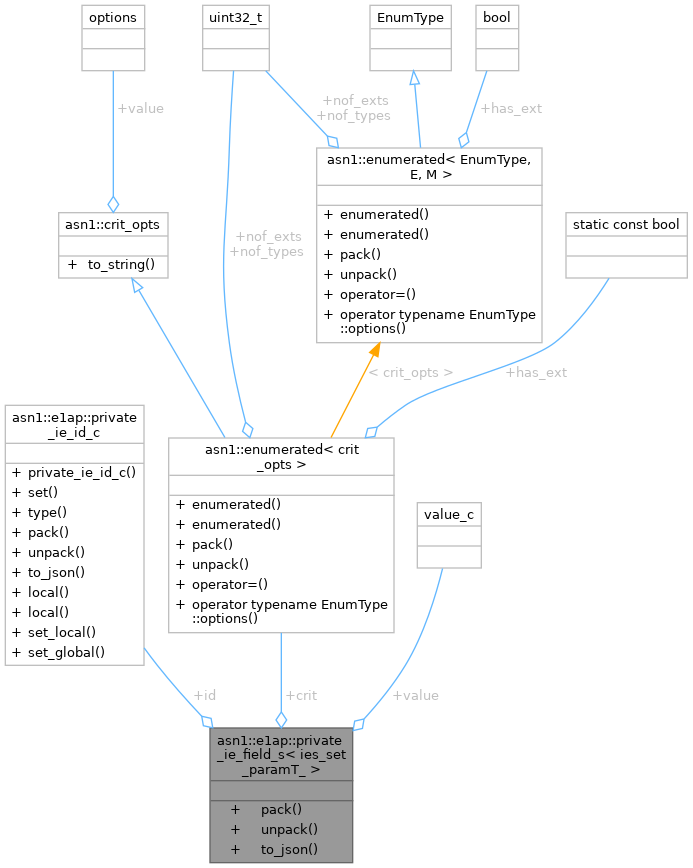 options
uint32_t
EnumType
bool
+value
+nof_exts
+nof_types
+has_ext
asn1::enumerated< EnumType,
E, M >
+ enumerated()
+ enumerated()
+ pack()
+ unpack()
+ operator=()
+ operator typename EnumType
::options()
asn1::crit_opts
+ to_string()
static const bool
+nof_exts
+nof_types
< crit_opts >
+has_ext
asn1::e1ap::private
_ie_id_c
+ private_ie_id_c()
+ set()
+ type()
+ pack()
+ unpack()
+ to_json()
+ local()
+ local()
+ set_local()
+ set_global()
asn1::enumerated< crit
_opts >
+ enumerated()
+ enumerated()
+ pack()
+ unpack()
+ operator=()
+ operator typename EnumType
::options()
value_c
+id
+crit
+value
asn1::e1ap::private
_ie_field_s< ies_set
_paramT_ >
+ pack()
+ unpack()
+ to_json()